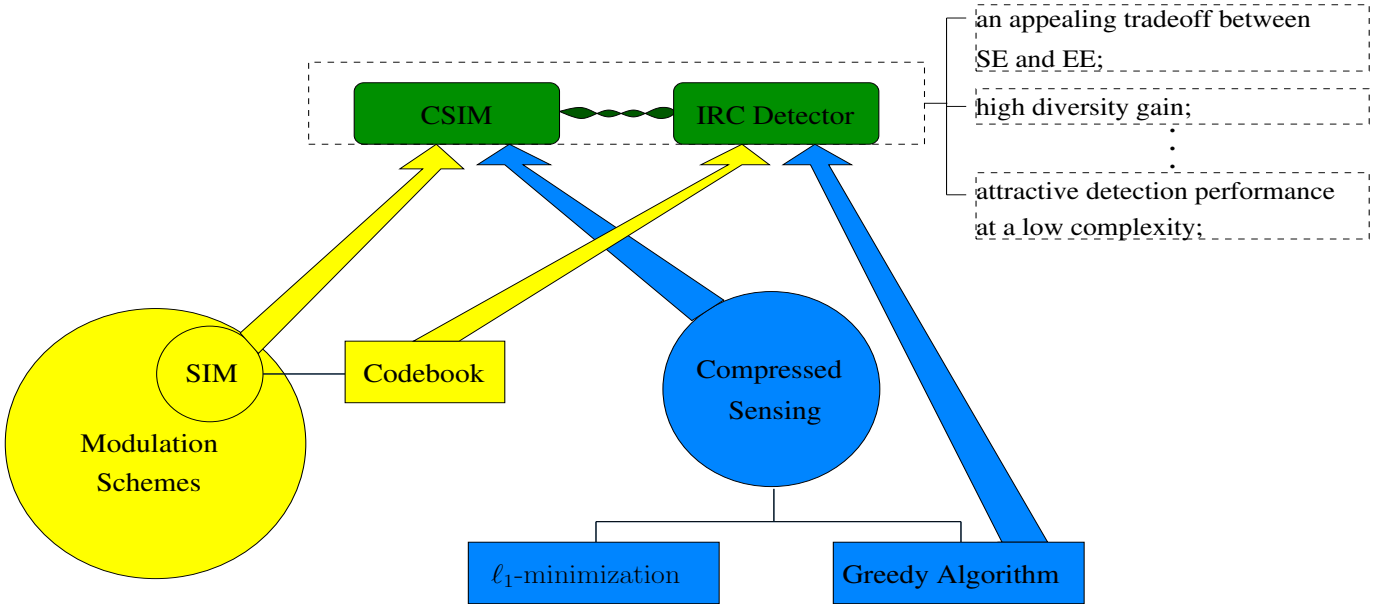 an appealing tradeoff between
SE and EE;
CSIM
IRC Detector
high diversity gain;
attractive detection performance
at a low complexity;
SIM
Codebook
Compressed
Sensing
Modulation
Schemes
ℓ₁-minimization
Greedy Algorithm